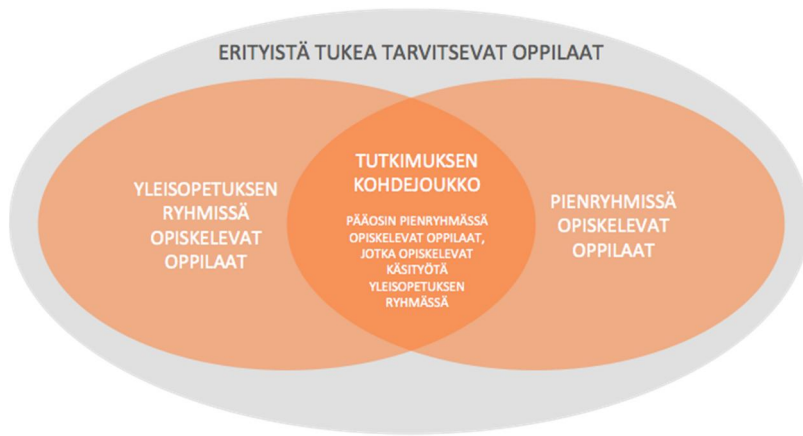 ERITYISTÄ TUKEA TARVITSEVAT OPPILAAT
YLEISOPETUKSEN
RYHMISSÄ
OPISKELEVAT
OPPILAAT
TUTKIMUKSEN
KOHDEJOUKKO
PÄÄOSIN PIENRYHMÄSSÄ
OPISKELEVAT OPPILAAT,
JOTKA OPISKELEVAT
KÄSITYÖTÄ
YLEISOPETUKSEN
RYHMÄSSÄ
PIENRYHMISSÄ
OPISKELEVAT
OPPILAAT